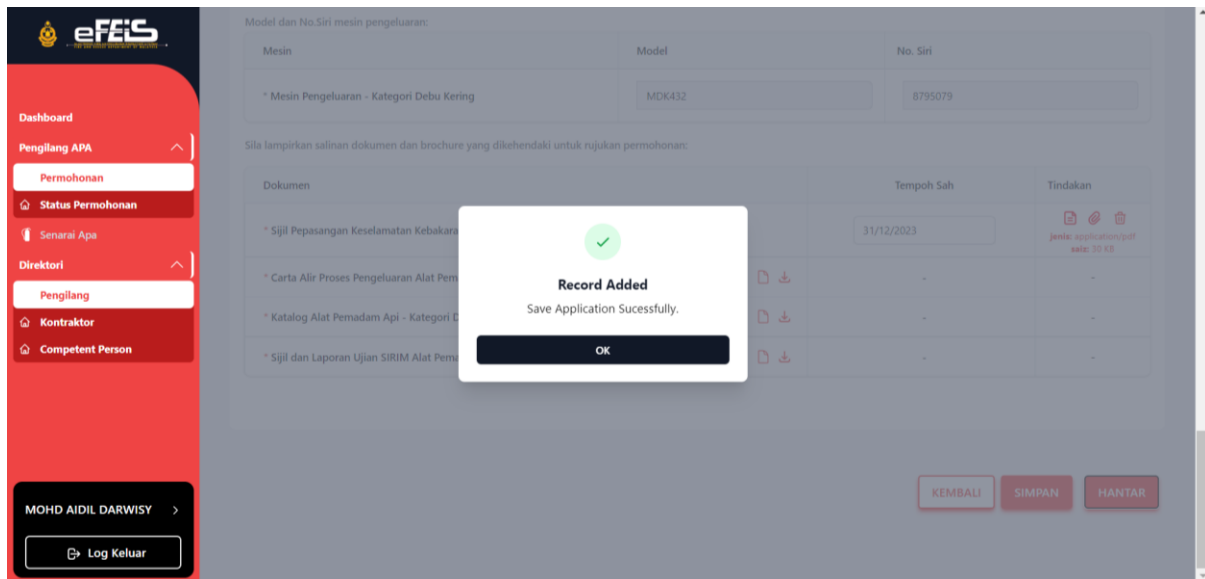 eFEiS
Dashboard
Pengilang APA
Permohonan
Status Permohonan
Senarai Apa
Direktori
Pengilang
Kontraktor
Competent Person
MOHD AIDIL DARWISY
Log Keluar
Model dan No.Siri mesin pengeluaran:
Mesin Model No. Siri
* Mesin Pengeluaran - Kategori Debu Kering MDK432 8795079
Sila lampirkan salinan dokumen dan brochure yang dikehendaki untuk rujukan permohonan:
Dokumen Tempoh Sah Tindakan
* Sijil Pepasangan Keselamatan Kebakara 31/12/2023
jenis: application/pdf
saiz: 30 KB
* Carta Alir Proses Pengeluaran Alat Pem - -
* Katalog Alat Pemadam Api - Kategori D - -
* Sijil dan Laporan Ujian SIRIM Alat Pema - -
Record Added
Save Application Sucessfully.
OK
KEMBALI SIMPAN HANTAR